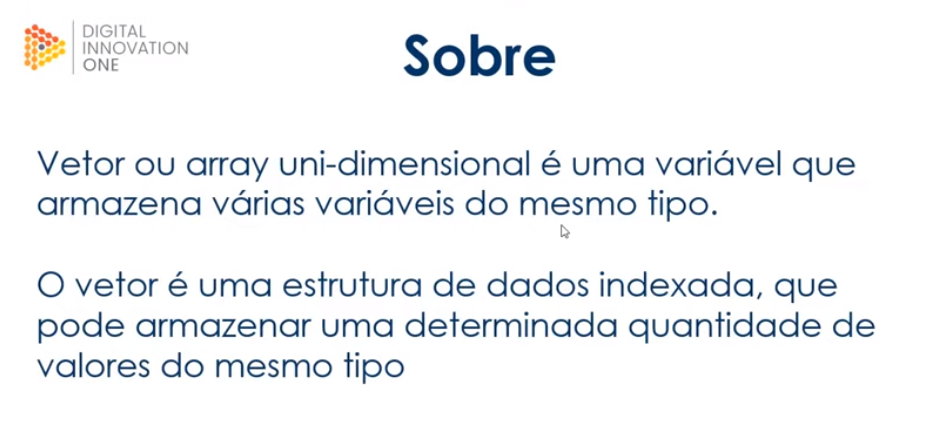 DIGITAL
INNOVATION
ONE
Sobre
Vetor ou array uni-dimensional é uma variável que
armazena várias variáveis do mesmo tipo.
O vetor é uma estrutura de dados indexada, que
pode armazenar uma determinada quantidade de
valores do mesmo tipo